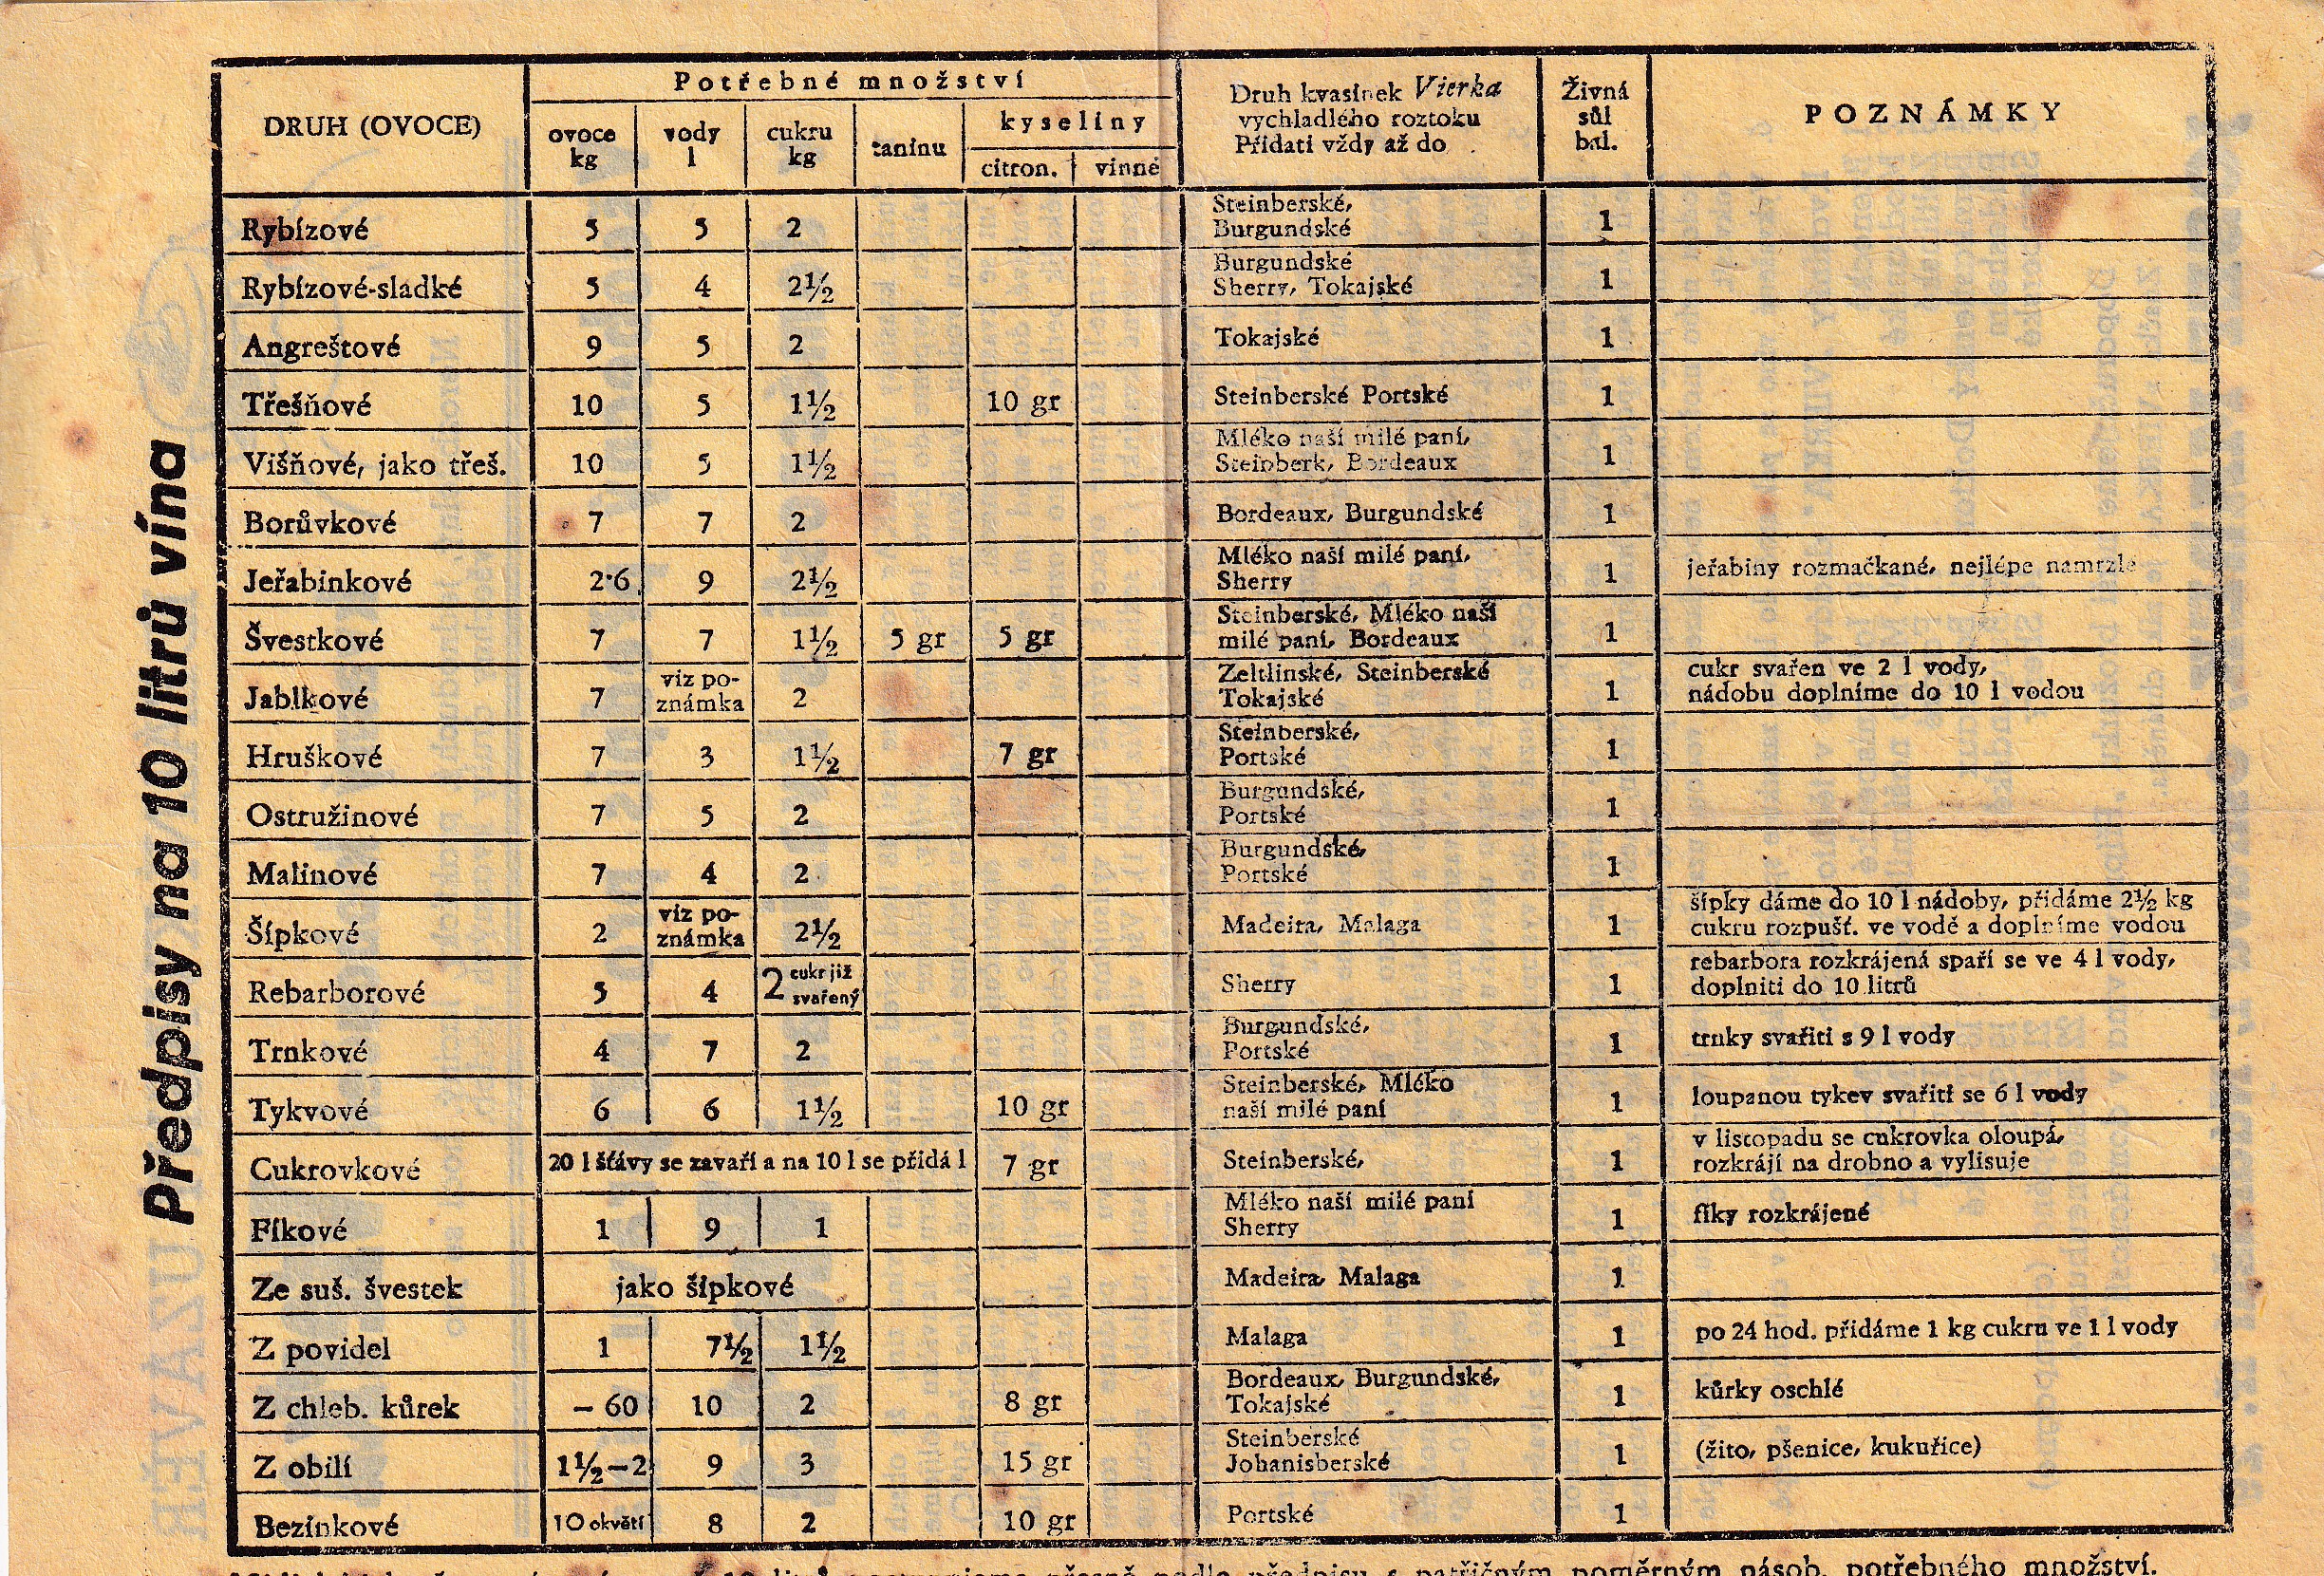 Předpisy na 10 litrů vína
DRUH (OVOCE)
Potřebné množství
ovoce
kg
vody
l
cukru
kg
taninu
kyseliny
citron.
vinné
Druh kvasinek Vierka
vychladlého roztoku
Přidati vždy až do
Živná
sůl
bal.
POZNÁMKY
Rybízové 5 5 2 Steinberské, Burgundské 1
Rybízové-sladké 5 4 2½ Burgundské Sherry, Tokajské 1
Angreštové 9 5 2 Tokajské 1
Třešňové 10 5 1½ 10 gr Steinberské Portské 1
Višňové, jako třeš. 10 5 1½ Mléko naší milé paní, Steinberk, Bordeaux 1
Borůvkové 7 7 2 Bordeaux, Burgundské 1
Jeřabinkové 2·6 9 2½ Mléko naší milé paní, Sherry 1 jeřabiny rozmačkané, nejlépe namrzlé
Švestkové 7 7 1½ 5 gr 5 gr Steinberské, Mléko naší milé paní, Bordeaux 1
Jablkové 7 viz po- známka 2 Zeltlinské, Steinberské Tokajské 1 cukr svařen ve 2 l vody, nádobu doplníme do 10 l vodou
Hruškové 7 3 1½ 7 gr Steinberské, Portské 1
Ostružinové 7 5 2 Burgundské, Portské 1
Malinové 7 4 2 Burgundské, Portské 1
Šípkové 2 viz po- známka 2½ Madeira, Malaga 1 šípky dáme do 10 l nádoby, přidáme 2½ kg cukru rozpušť. ve vodě a doplníme vodou
Rebarborové 5 4 2 cukr již svařený Sherry 1 rebarbora rozkrájená spaří se ve 4 l vody, doplniti do 10 litrů
Trnkové 4 7 2 Burgundské, Portské 1 trnky svařiti s 9 l vody
Tykvové 6 6 1½ 10 gr Steinberské, Mléko naší milé paní 1 loupanou tykev svařiti se 6 l vody
Cukrovkové 20 l šťávy se zavaří a na 10 l se přidá l 7 gr Steinberské, 1 v listopadu se cukrovka oloupá, rozkrájí na drobno a vylisuje
Fíkové 1 9 1 Mléko naší milé paní Sherry 1 fíky rozkrájené
Ze suš. švestek jako šípkové Madeira, Malaga 1
Z povidel 1 7½ 1½ Malaga 1 po 24 hod. přidáme 1 kg cukru ve 1 l vody
Z chleb. kůrek – 60 10 2 8 gr Bordeaux, Burgundské, Tokajské 1 kůrky oschlé
Z obilí 1½–2 9 3 15 gr Steinberské Johanisberské 1 (žito, pšenice, kukuřice)
Bezinkové 10 okvětí 8 2 10 gr Portské 1
10 litrů přesně podle předpisu s patřičným poměrným násob. potřebného množství.